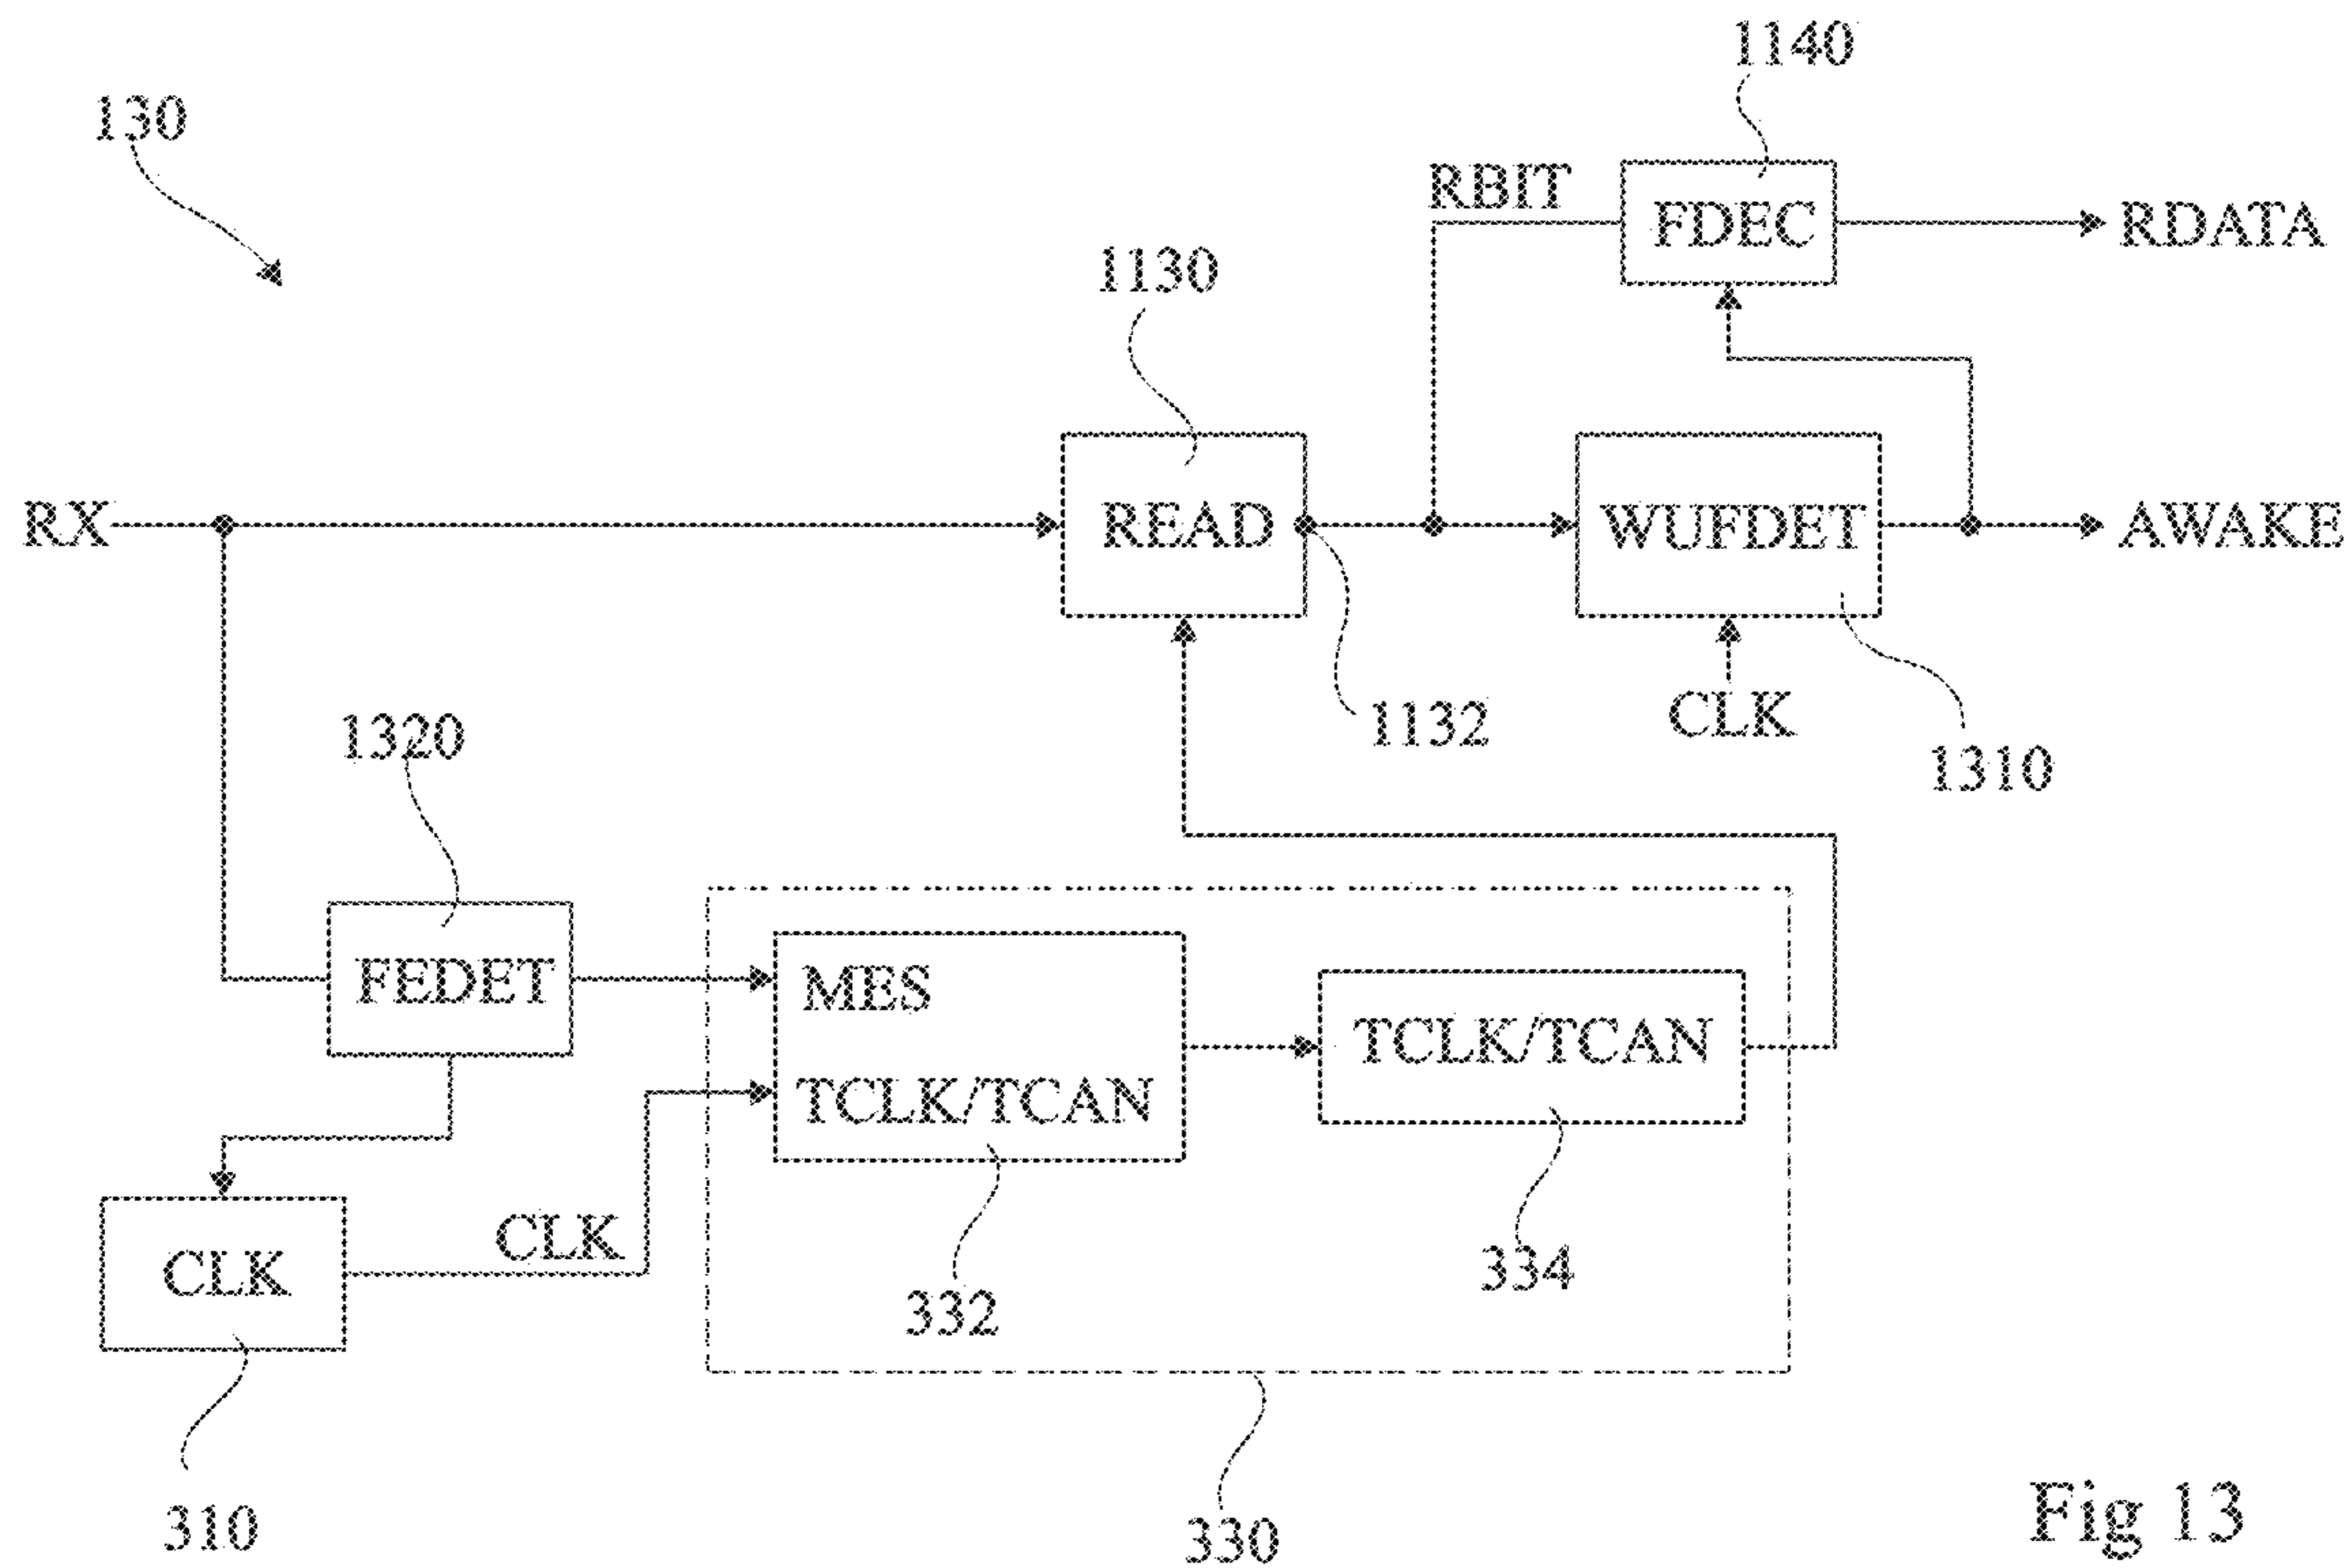 1140
130
RBIT
FDEC
RDATA
1130
RX
READ
WUFDET
AWAKE
1132
CLK
1310
1320
FEDET
MES
TCLK/TCAN
TCLK/TCAN
CLK
CLK
332
334
310
330
Fig 13